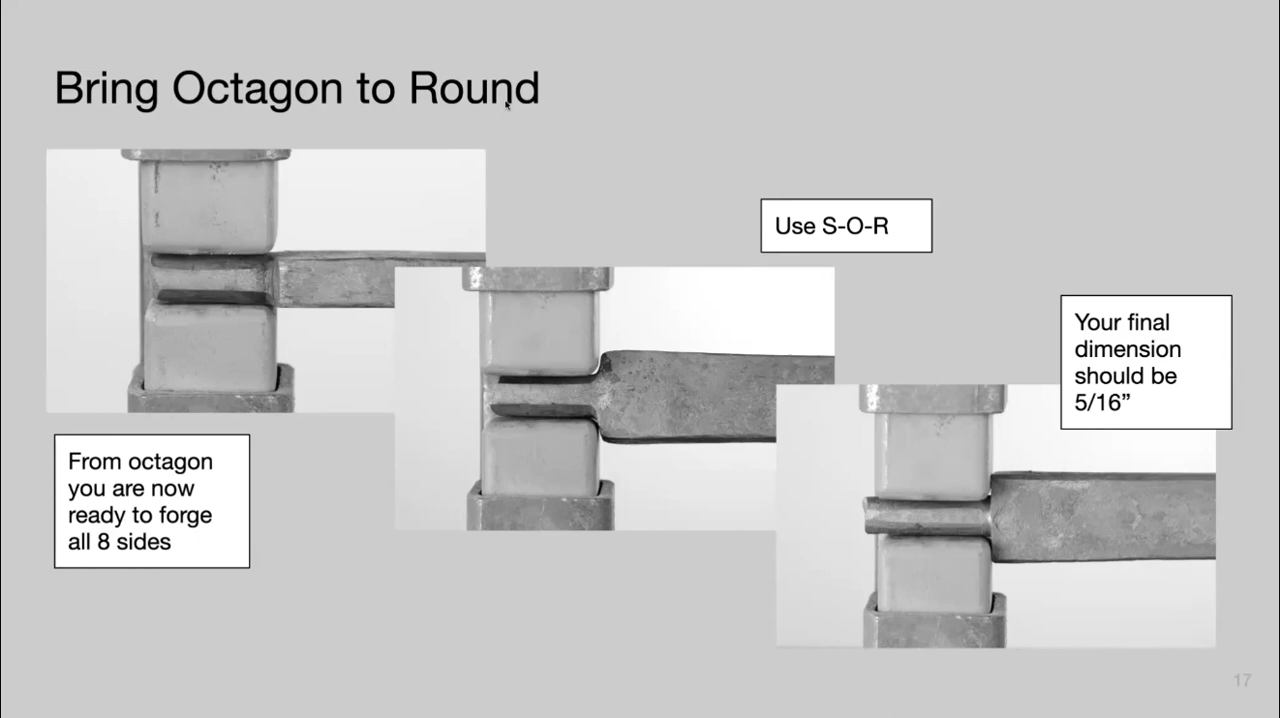 Bring Octagon to Round
Use S-O-R
Your final
dimension
should be
5/16”
From octagon
you are now
ready to forge
all 8 sides
17